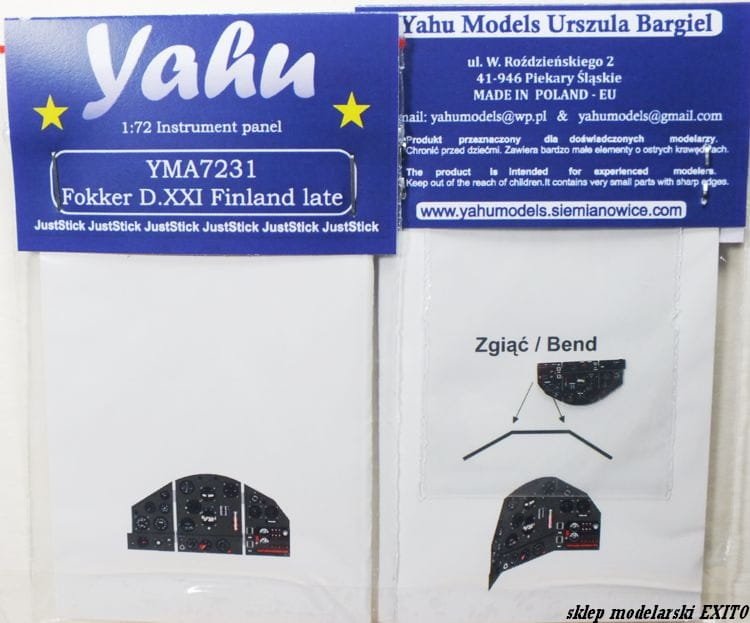 Yahu
1:72 Instrument panel
YMA7231
Fokker D.XXI Finland late
JustStick JustStick JustStick JustStick JustStick JustStick JustStick
Yahu Models Urszula Bargiel
ul. W. Roździeńskiego 2
41-946 Piekary Śląskie
MADE IN POLAND - EU
nail: yahumodels@wp.pl & yahumodels@gmail.com
Produkt przeznaczony dla doświadczonych modelarzy.
Chronić przed dziećmi. Zawiera bardzo małe elementy o ostrych krawędziach.
The product is intended for experienced modelers.
Keep out of the reach of children.It contains very small parts with sharp edges.
www.yahumodels.siemianowice.com
Zgiąć / Bend
sklep modelarski EXITO